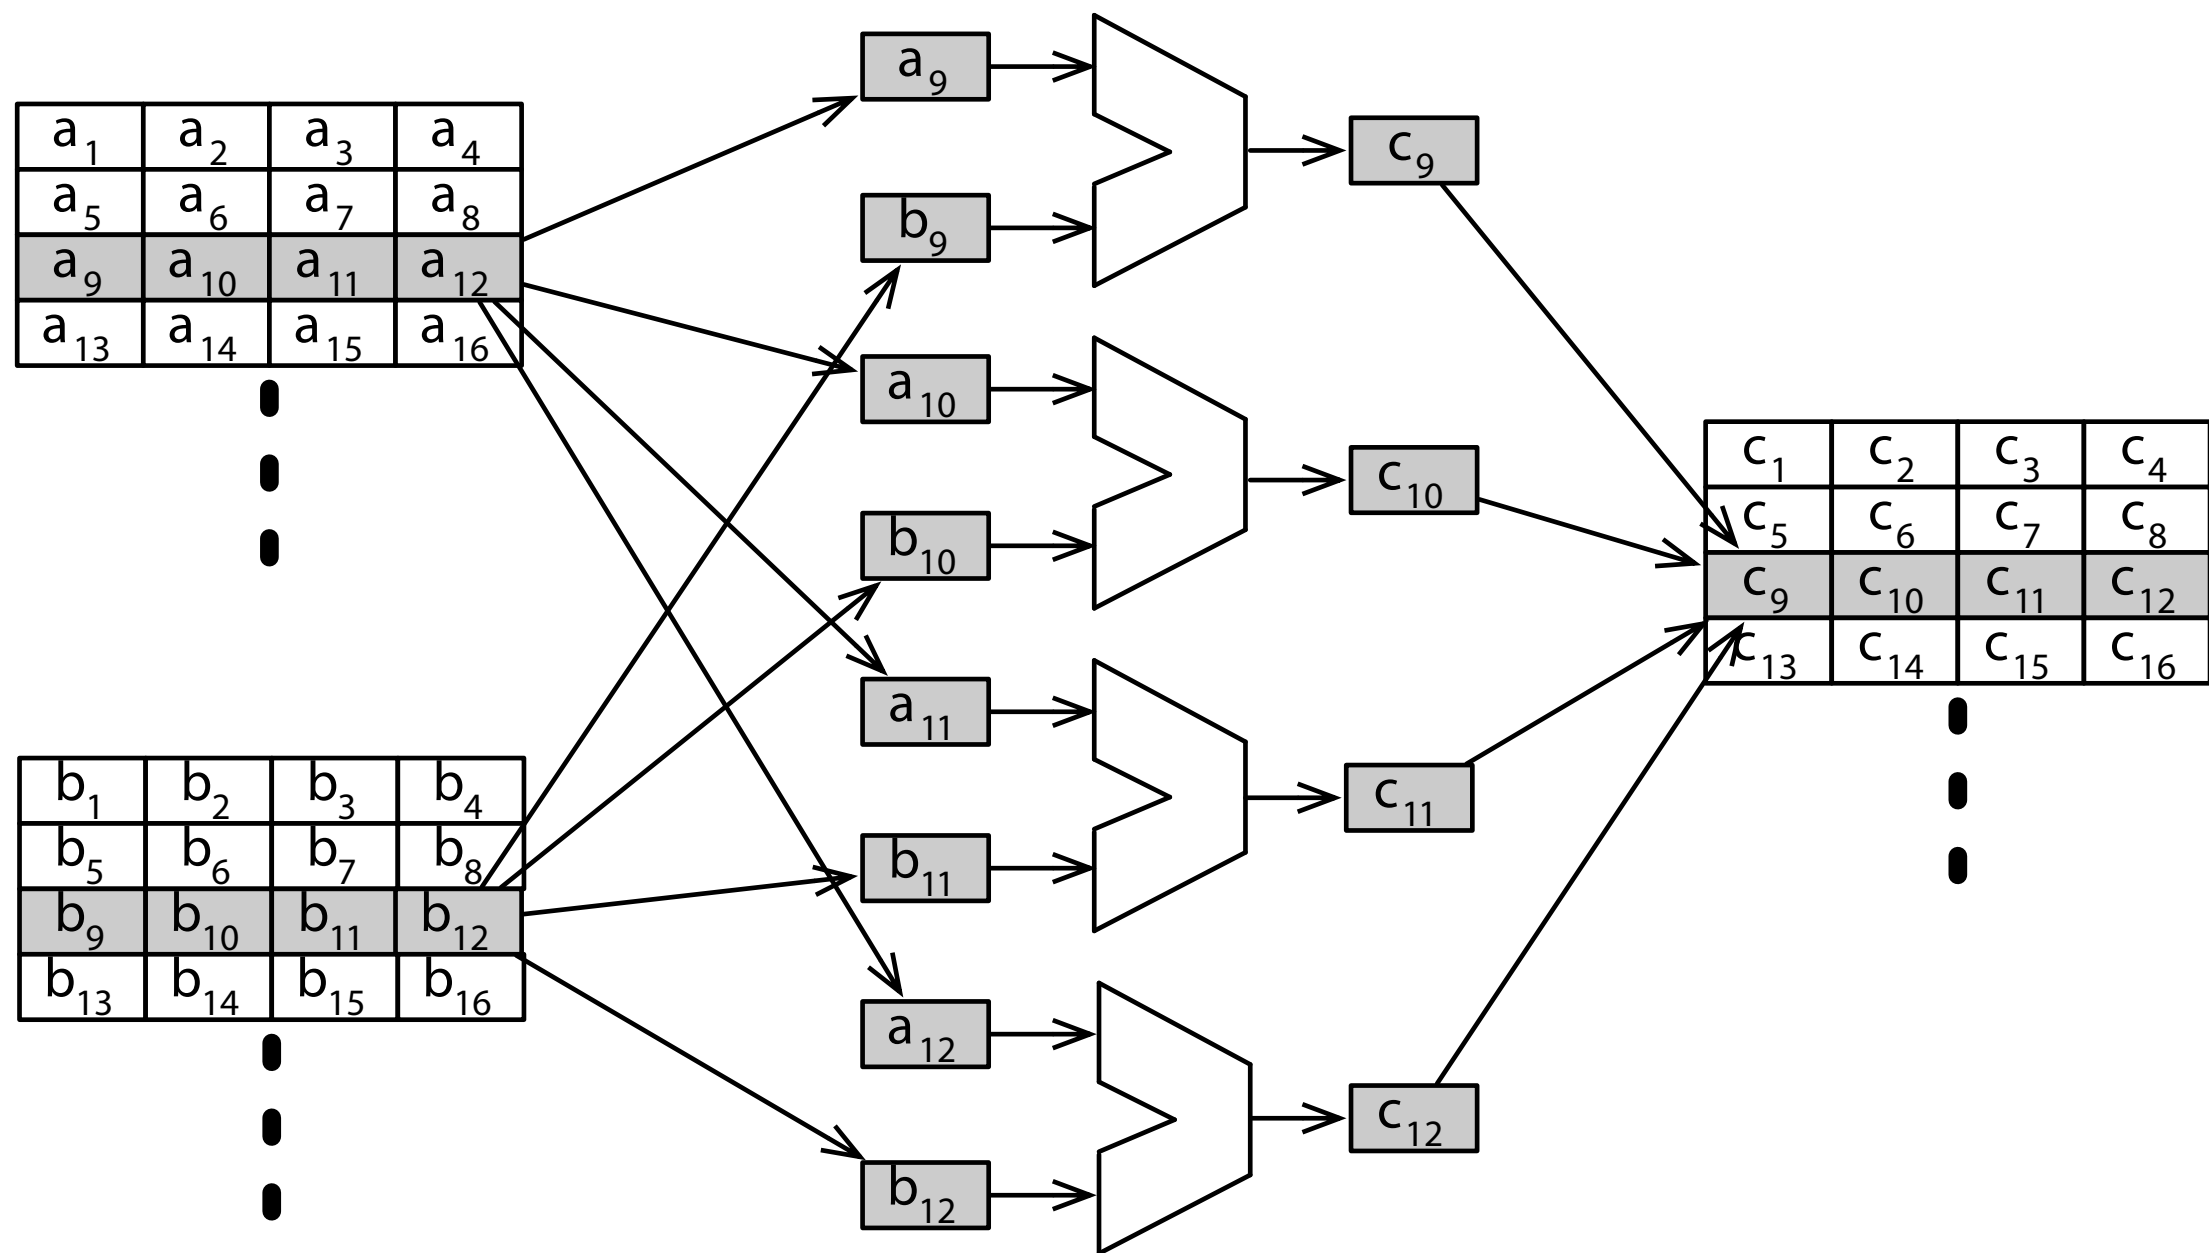 a9
a1 a2 a3 a4
a5 a6 a7 a8
a9 a10 a11 a12
a13 a14 a15 a16
b1 b2 b3 b4
b5 b6 b7 b8
b9 b10 b11 b12
b13 b14 b15 b16
b9
a10
b10
a11
b11
a12
b12
c9
c10
c11
c12
c1 c2 c3 c4
c5 c6 c7 c8
c9 c10 c11 c12
c13 c14 c15 c16